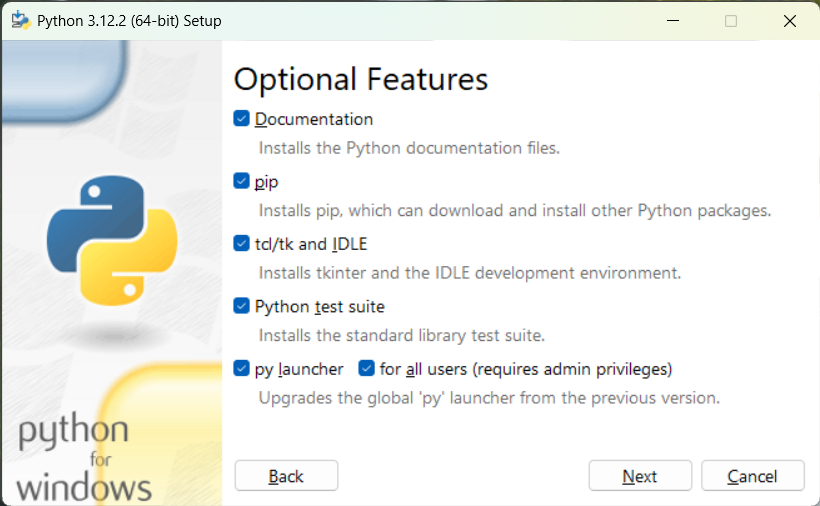 Python 3.12.2 (64-bit) Setup
Optional Features
Documentation
Installs the Python documentation files.
pip
Installs pip, which can download and install other Python packages.
tcl/tk and IDLE
Installs tkinter and the IDLE development environment.
Python test suite
Installs the standard library test suite.
py launcher for all users (requires admin privileges)
Upgrades the global 'py' launcher from the previous version.
python
for
windows
Back Next Cancel